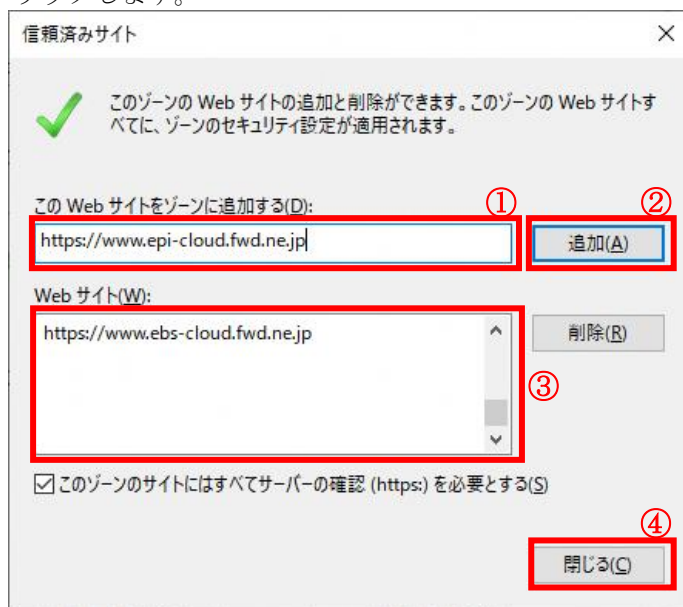 クリックします。
信頼済みサイト
このゾーンの Web サイトの追加と削除ができます。このゾーンの Web サイトす
べてに、ゾーンのセキュリティ設定が適用されます。
この Web サイトをゾーンに追加する(D): ① ②
https://www.epi-cloud.fwd.ne.jp 追加(A)
Web サイト(W):
https://www.ebs-cloud.fwd.ne.jp 削除(R)
③
このゾーンのサイトにはすべてサーバーの確認 (https:) を必要とする(S)
④
閉じる(C)